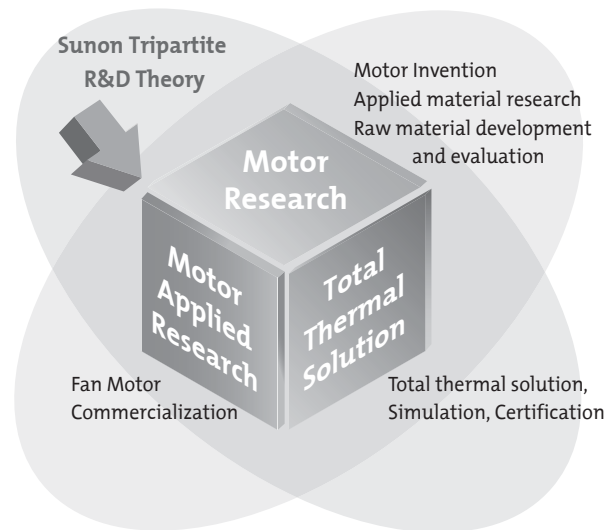 Sunon Tripartite
R&D Theory
Motor Invention
Applied material research
Raw material development
and evaluation
Motor
Research
Motor
Applied
Research
Total
Thermal
Solution
Fan Motor
Commercialization
Total thermal solution,
Simulation, Certification